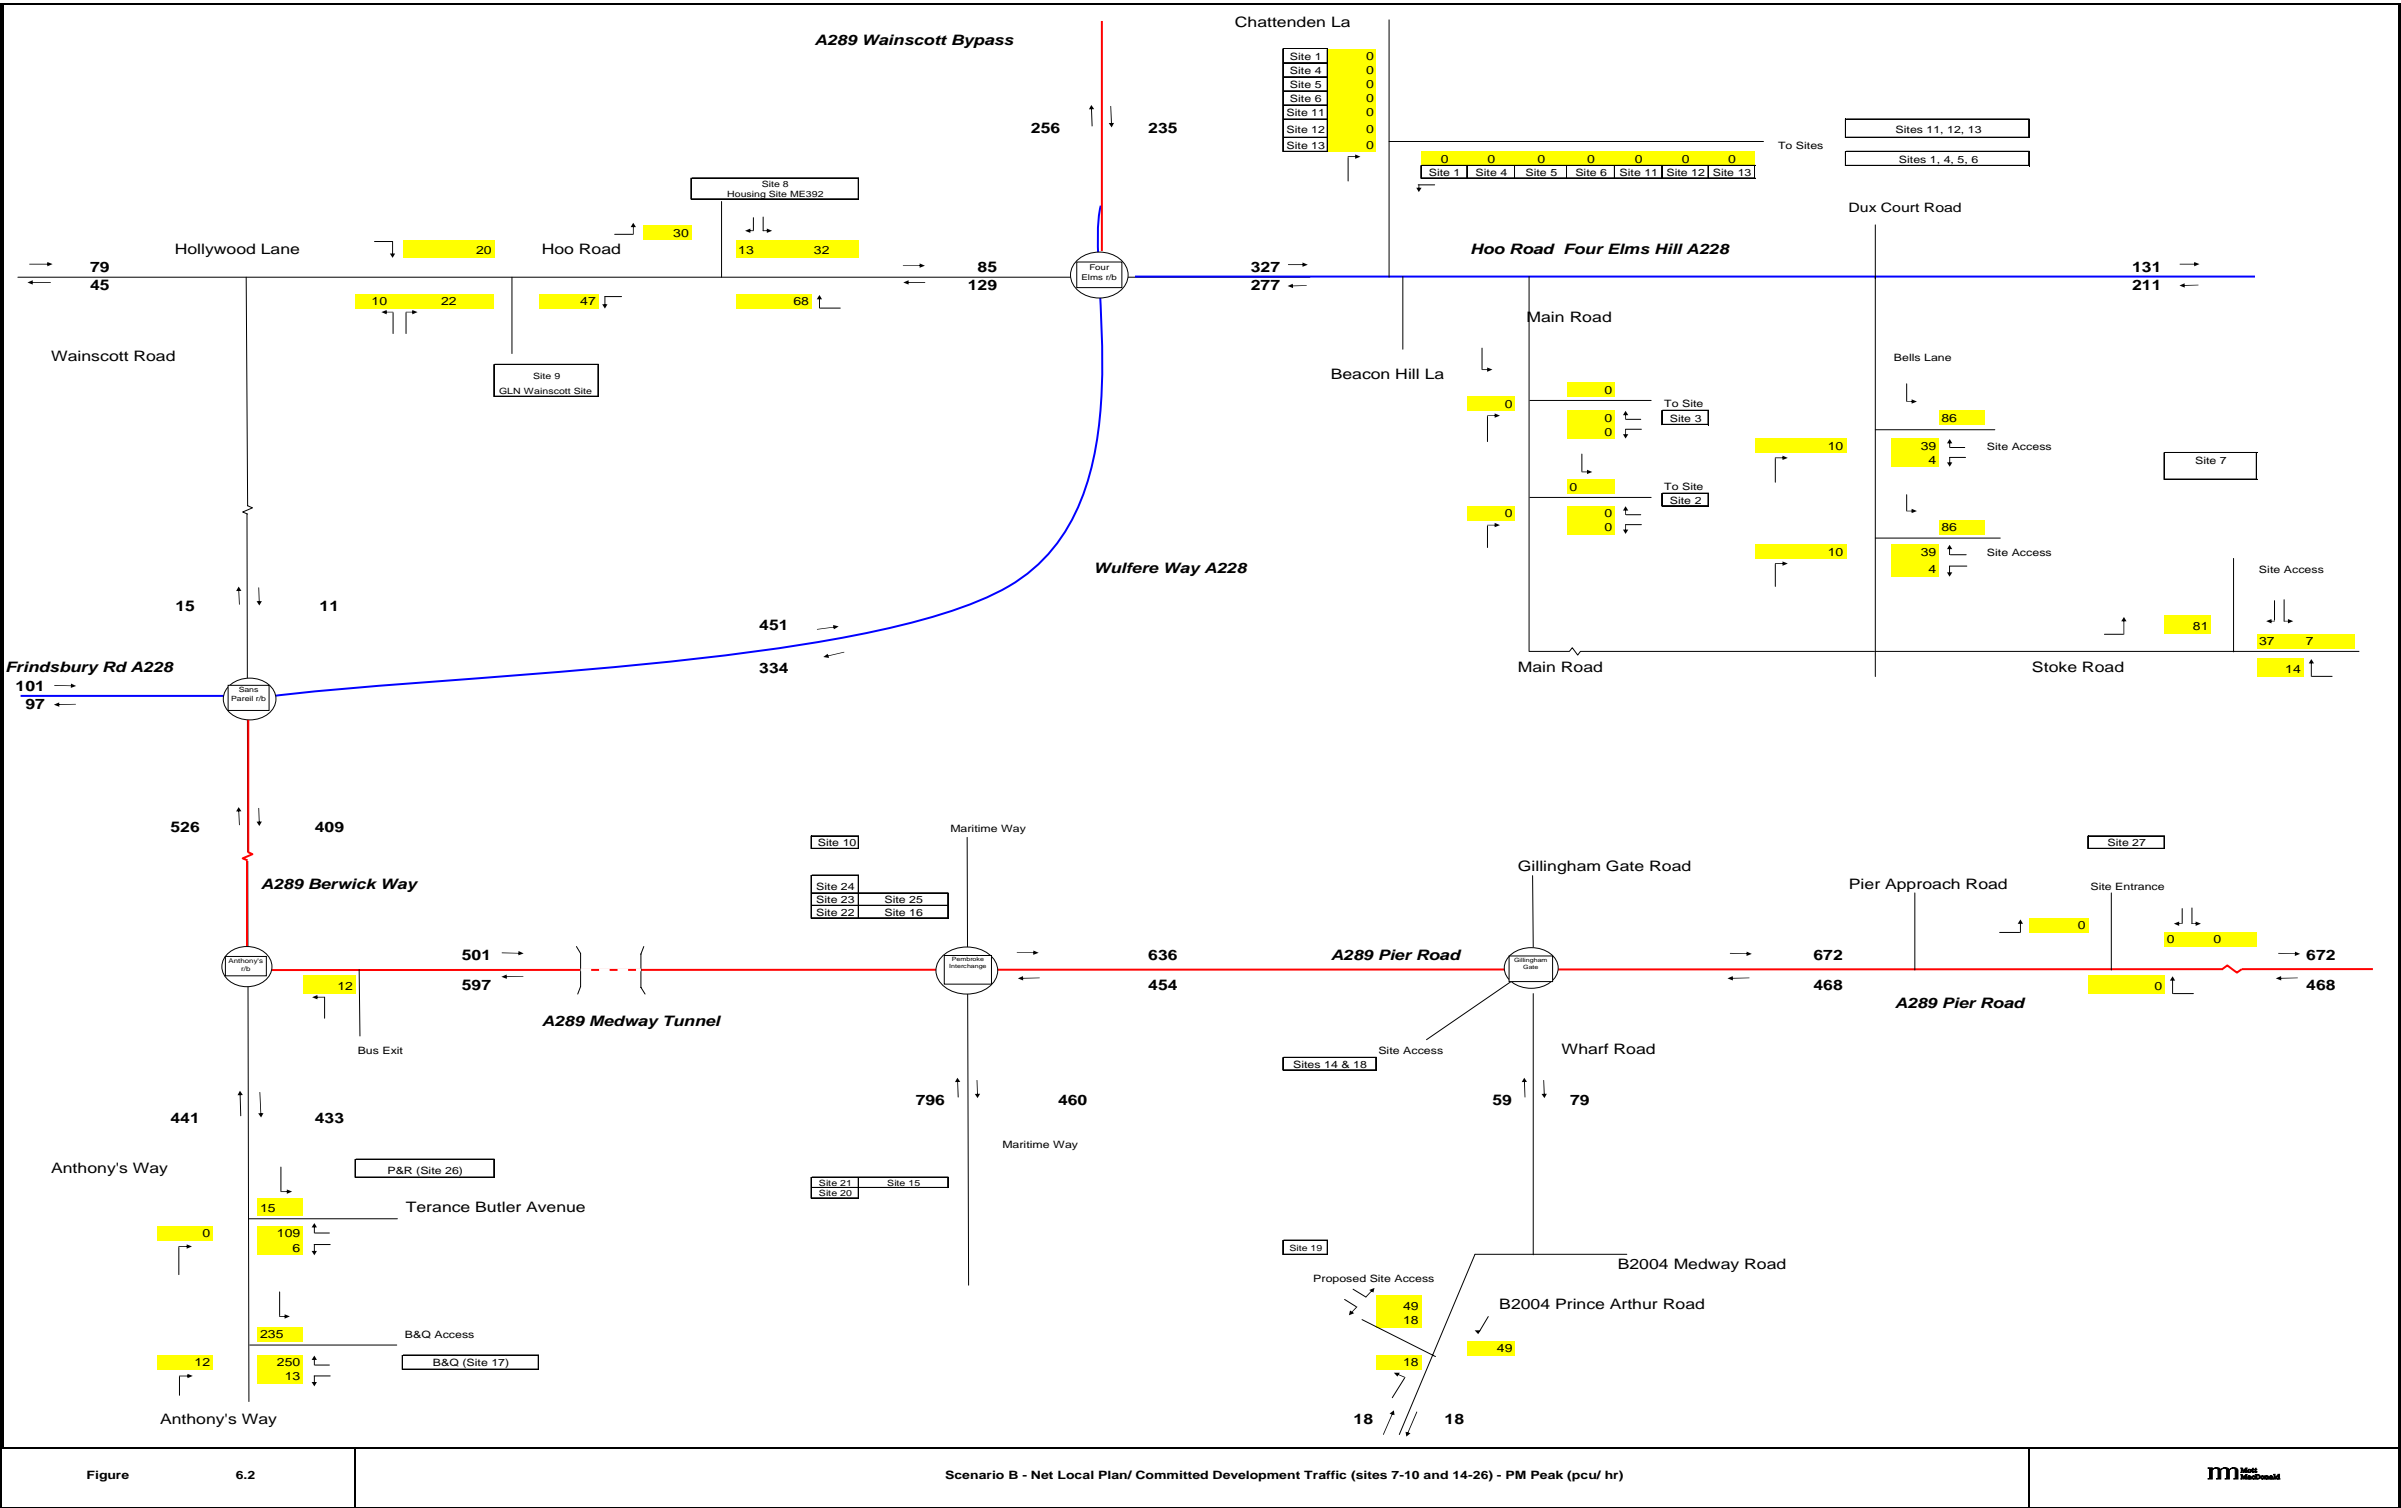 Chattenden La
A289 Wainscott Bypass
Site 1 0
Site 4 0
Site 5 0
Site 6 0
Site 11 0
Site 12 0
Site 13 0
256 235
Sites 11, 12, 13
To Sites
0 0 0 0 0 0 0
Site 1 Site 4 Site 5 Site 6 Site 11 Site 12 Site 13
Sites 1, 4, 5, 6
Site 8
Housing Site ME392
Dux Court Road
30
Hollywood Lane
20
Hoo Road
13 32
Hoo Road Four Elms Hill A228
79
45
85
129
Four
Elms r/b
327
277
131
211
10 22
47
68
Main Road
Wainscott Road
Site 9
GLN Wainscott Site
Beacon Hill La
Bells Lane
0
0
To Site
Site 3
0
0
86
10
39
4
Site Access
Site 7
0
To Site
Site 2
0
0
0
86
10
39
4
Site Access
Wulfere Way A228
Site Access
15 11
451
334
81
37 7
Frindsbury Rd A228
101
97
Sans
Pareil r/b
Main Road
Stoke Road
14
526 409
Maritime Way
Site 10
Site 27
A289 Berwick Way
Site 24
Site 23 Site 25
Site 22 Site 16
Gillingham Gate Road
Pier Approach Road
Site Entrance
0
0 0
Anthony's
r/b
501
597
Pembroke
Interchange
636
454
A289 Pier Road
Gillingham
Gate
672
468
672
468
12
0
A289 Pier Road
A289 Medway Tunnel
Bus Exit
Site Access
Wharf Road
Sites 14 & 18
441 433
796 460
59 79
Maritime Way
Anthony's Way
P&R (Site 26)
Site 21 Site 15
Site 20
15
Terance Butler Avenue
0
109
6
Site 19
B2004 Medway Road
Proposed Site Access
49
18
B2004 Prince Arthur Road
235
B&Q Access
49
12
250
13
B&Q (Site 17)
18
Anthony's Way
18 18
Figure 6.2
Scenario B - Net Local Plan/ Committed Development Traffic (sites 7-10 and 14-26) - PM Peak (pcu/ hr)
Mott
MacDonald